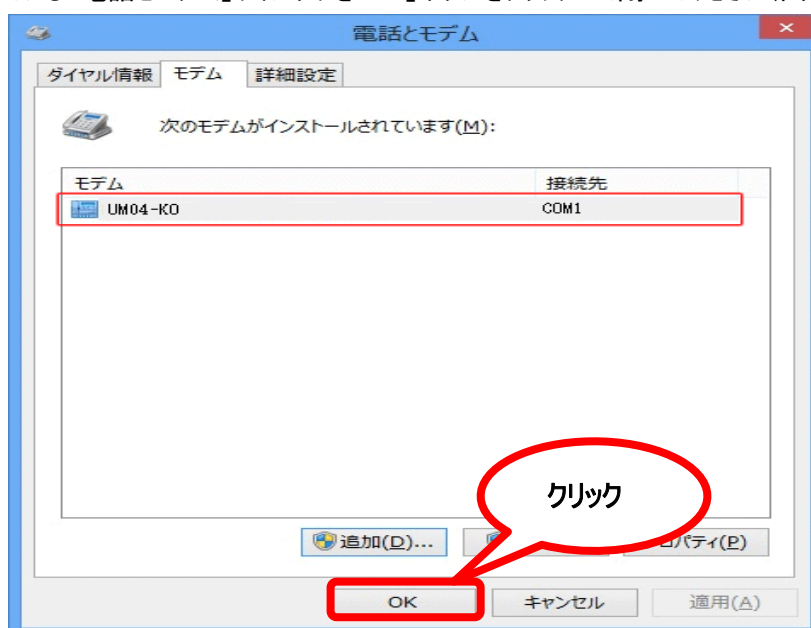 電話とモデム
ダイヤル情報 モデム 詳細設定
次のモデムがインストールされています(M):
モデム 接続先
UM04-KO COM1
クリック
追加(D)... パティ(P)
OK キャンセル 適用(A)